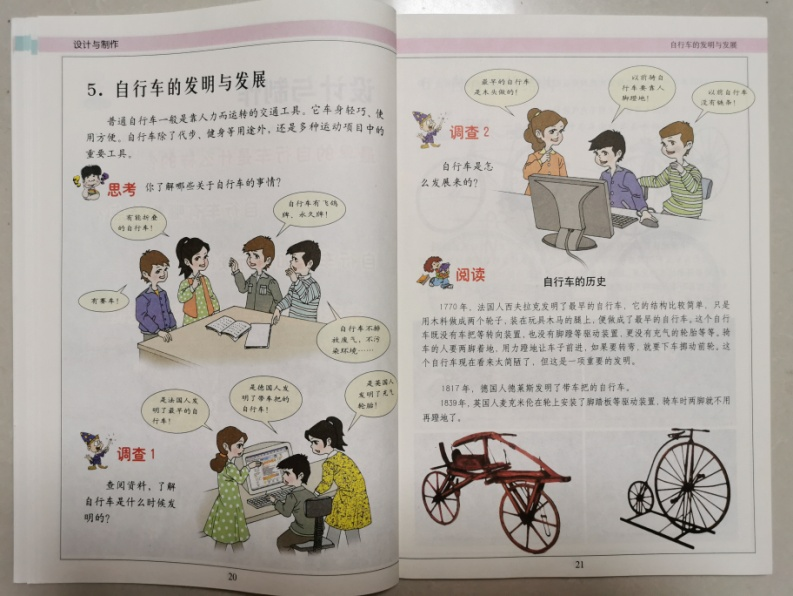 设计与制作
5．自行车的发明与发展
普通自行车一般是靠人力而运转的交通工具。它车身轻巧、使
用方便。自行车除了代步、健身等用途外，还是多种运动项目中的
重要工具。
思考 你了解哪些关于自行车的事情？
有能折叠
的自行车！
自行车有飞鸽
牌、永久牌！
有赛车！
自行车不排
放废气，不污
染环境……
是法国人发
明了最早的自
行车！
是德国人发
明了带车把的
自行车！
是英国人
发明了充气
轮胎！
调查1
查阅资料，了解
自行车是什么时候发
明的？
20
自行车的发明与发展
最早的自行车
是木头做的！
以前骑自
行车要靠人
脚蹬地！
以前自行车
没有链条！
调查2
自行车是怎
么发展来的？
阅读
自行车的历史
1770年，法国人西夫拉克发明了最早的自行车，它的结构比较简单，只是
用木料做成两个轮子，装在玩具木马的腿上，便做成了最早的自行车。这个自行
车既没有车把等转向装置，也没有脚蹬等驱动装置，更没有充气的轮胎等等。骑
车的人要两脚着地，用力蹬地让车子前进，如果要转弯，就要下车挪动前轮。这
个自行车现在看来太简陋了，但这是一项重要的发明。
1817年，德国人德莱斯发明了带车把的自行车。
1839年，英国人麦克米伦在轮上安装了脚踏板等驱动装置，骑车时两脚就不用
再蹬地了。
21